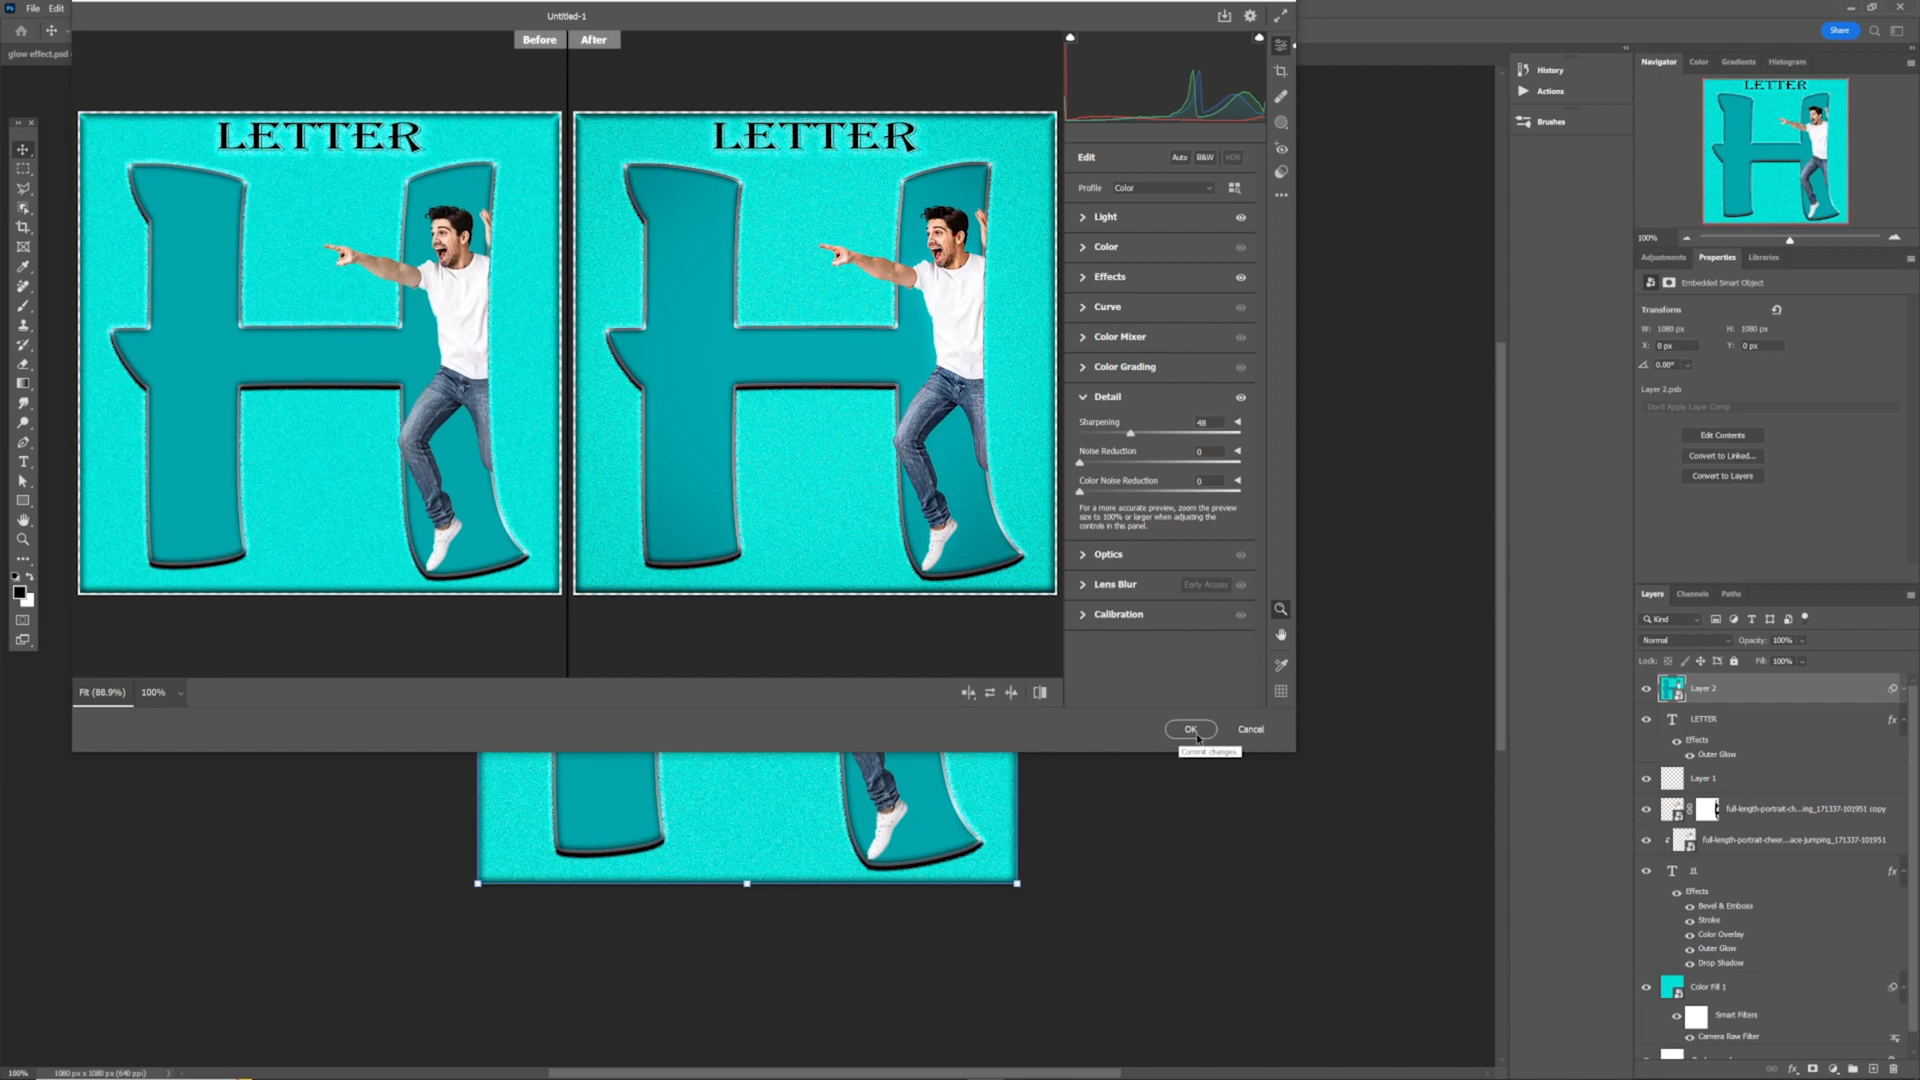 File Edit
Untitled-1
Share
glow effect.psd
Before After
History
Actions
Brushes
Navigator Color Gradients Histogram
LETTER
LETTER
LETTER
100%
Edit Auto B&W HDR
Profile Color
Light
Color
Effects
Curve
Color Mixer
Color Grading
Detail
Sharpening 48
Noise Reduction 0
Color Noise Reduction 0
For a more accurate preview, zoom the preview
size to 100% or larger when adjusting the
controls in this panel.
Optics
Lens Blur Early Access
Calibration
Adjustments Properties Libraries
Embedded Smart Object
Transform
W: 1080 px H: 1080 px
X: 0 px Y: 0 px
0.00°
Layer 2.psb
Don't Apply Layer Comp
Edit Contents
Convert to Linked...
Convert to Layers
Fit (88.9%) 100%
OK Cancel
Commit changes.
Layers Channels Paths
Kind
Normal Opacity: 100%
Lock: Fill: 100%
Layer 2
T LETTER fx
Effects
Outer Glow
Layer 1
full-length-portrait-ch...ing_171337-101951 copy
full-length-portrait-cheer...ace-jumping_171337-101951
T H fx
Effects
Bevel & Emboss
Stroke
Color Overlay
Outer Glow
Drop Shadow
Color Fill 1
Smart Filters
Camera Raw Filter
100% 1080 px x 1080 px (640 ppi)